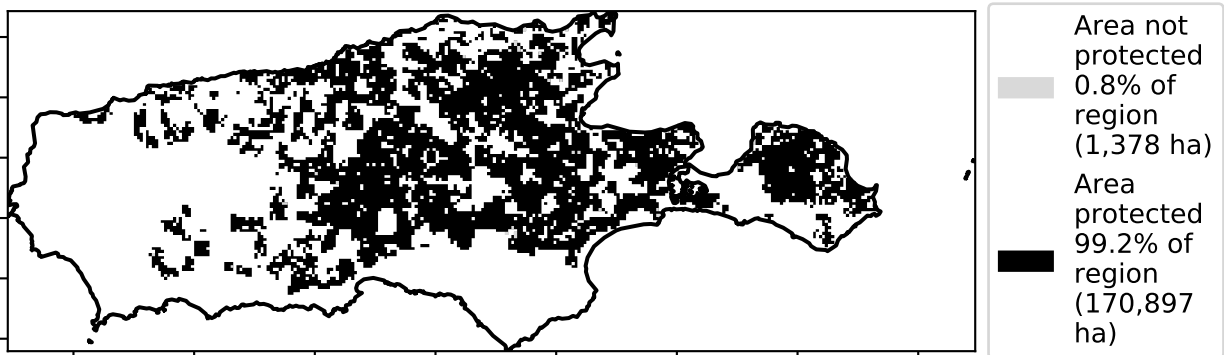 Area not
protected
0.8% of
region
(1,378 ha)
Area
protected
99.2% of
region
(170,897
ha)